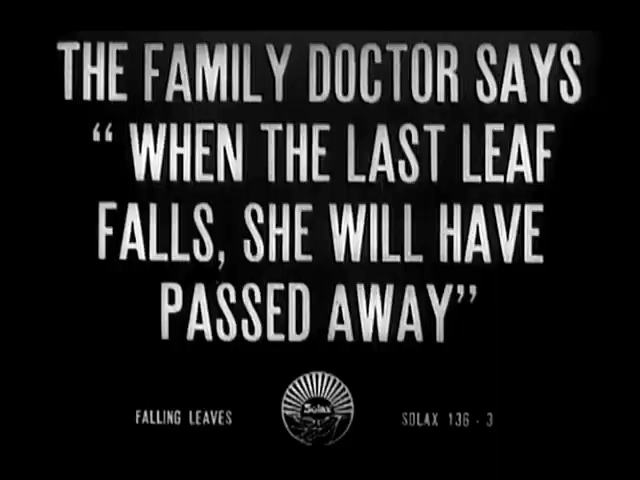 THE FAMILY DOCTOR SAYS
“ WHEN THE LAST LEAF
FALLS, SHE WILL HAVE
PASSED AWAY”
Solax
FALLING LEAVES
SOLAX 136 - 3